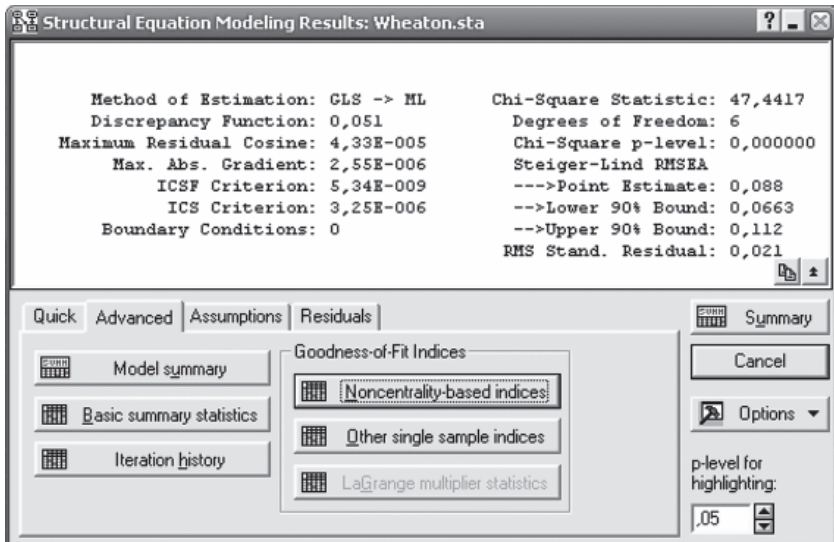 Structural Equation Modeling Results: Wheaton.sta
Method of Estimation: GLS -> ML
Discrepancy Function: 0,051
Maximum Residual Cosine: 4,33E-005
Max. Abs. Gradient: 2,55E-006
ICSF Criterion: 5,34E-009
ICS Criterion: 3,25E-006
Boundary Conditions: 0
Chi-Square Statistic: 47,4417
Degrees of Freedom: 6
Chi-Square p-level: 0,000000
Steiger-Lind RMSEA
--->Point Estimate: 0,088
-->Lower 90% Bound: 0,0663
-->Upper 90% Bound: 0,112
RMS Stand. Residual: 0,021
Quick
Advanced
Assumptions
Residuals
Model summary
Basic summary statistics
Iteration history
Goodness-of-Fit Indices
Noncentrality-based indices
Other single sample indices
LaGrange multiplier statistics
Summary
Cancel
Options
p-level for
highlighting:
,05